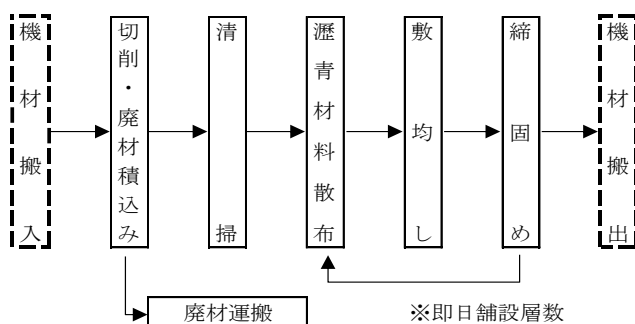 機材搬入
切削・廃材積込み
清掃
瀝青材料散布
敷均し
締固め
機材搬出
廃材運搬
※即日舗設層数